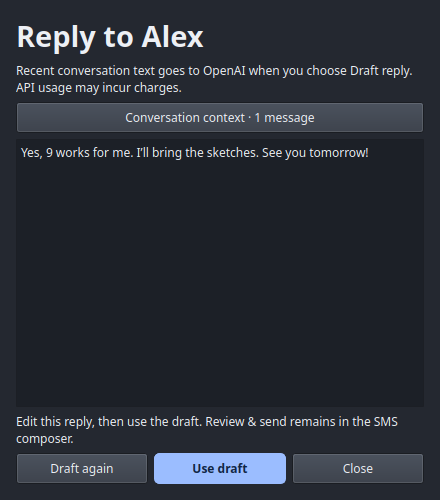 Reply to Alex
Recent conversation text goes to OpenAI when you choose Draft reply.
API usage may incur charges.
Conversation context · 1 message
Yes, 9 works for me. I’ll bring the sketches. See you tomorrow!
Edit this reply, then use the draft. Review & send remains in the SMS
composer.
Draft again
Use draft
Close